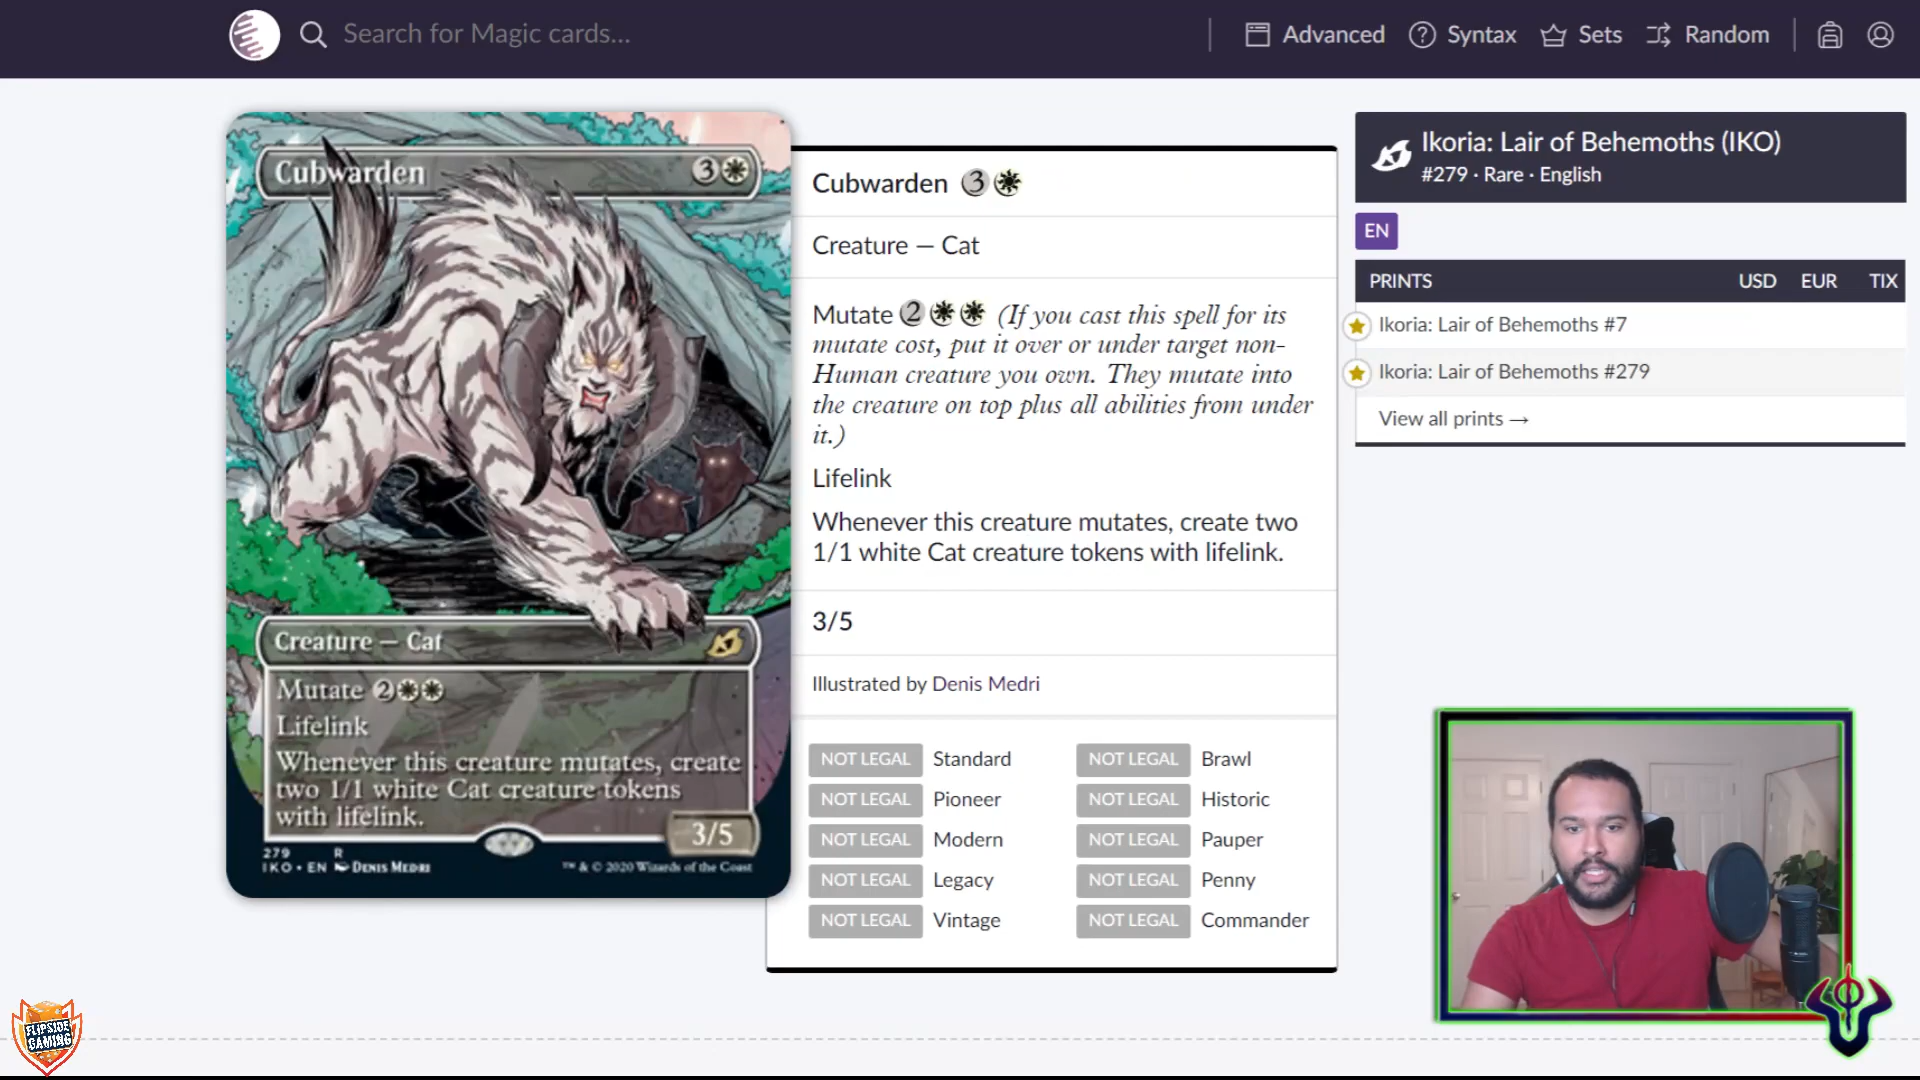 Search for Magic cards...
Advanced
Syntax
Sets
Random
Cubwarden 3
Creature — Cat
Mutate 2
Lifelink
Whenever this creature mutates, create
two 1/1 white Cat creature tokens
with lifelink.
3/5
279 R
IKO • EN Denis Medri
™ & © 2020 Wizards of the Coast
Cubwarden 3
Creature — Cat
Mutate 2 (If you cast this spell for its
mutate cost, put it over or under target non-
Human creature you own. They mutate into
the creature on top plus all abilities from under
it.)
Lifelink
Whenever this creature mutates, create two
1/1 white Cat creature tokens with lifelink.
3/5
Illustrated by Denis Medri
NOT LEGAL Standard NOT LEGAL Brawl
NOT LEGAL Pioneer NOT LEGAL Historic
NOT LEGAL Modern NOT LEGAL Pauper
NOT LEGAL Legacy NOT LEGAL Penny
NOT LEGAL Vintage NOT LEGAL Commander
Ikoria: Lair of Behemoths (IKO)
#279 · Rare · English
EN
PRINTS USD EUR TIX
Ikoria: Lair of Behemoths #7
Ikoria: Lair of Behemoths #279
View all prints →
FLIPSIDE
GAMING